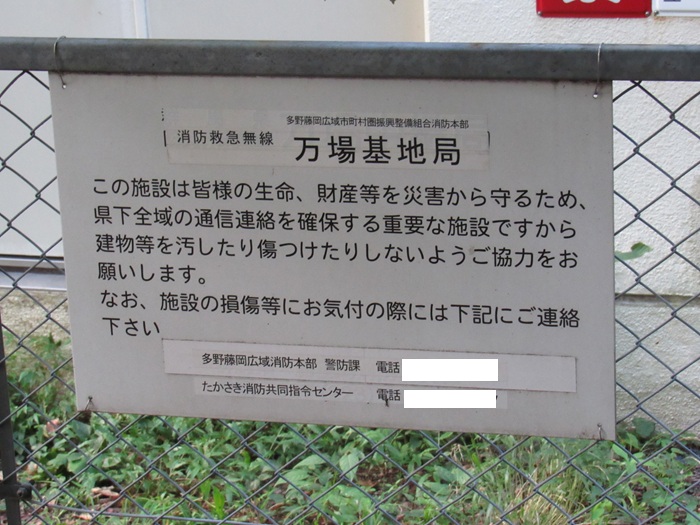 多野藤岡広域市町村圏振興整備組合消防本部
消防救急無線 万場基地局
この施設は皆様の生命、財産等を災害から守るため、
県下全域の通信連絡を確保する重要な施設ですから
建物等を汚したり傷つけたりしないようご協力をお
願いします。
なお、施設の損傷等にお気付の際には下記にご連絡
下さい
多野藤岡広域消防本部 警防課 電話
たかさき消防共同指令センター 電話